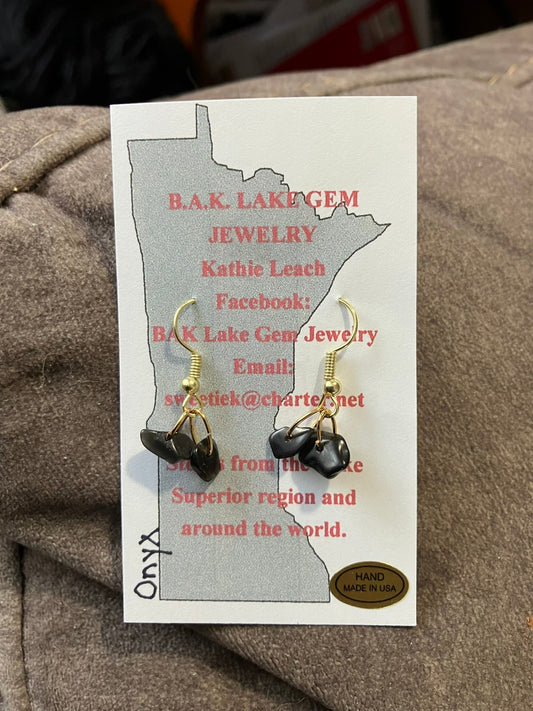 B.A.K. LAKE GEM
JEWELRY
Kathie Leach
Facebook:
BAK Lake Gem Jewelry
Email:
sweetiek@charter.net
from the
Superior region and
around the world.
Onyx
HAND
MADE IN USA